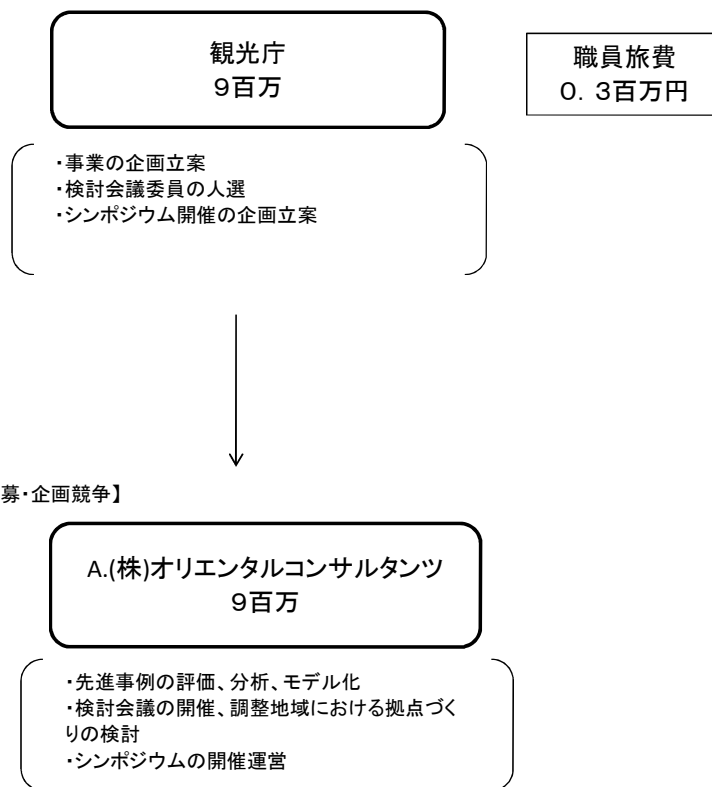 観光庁
９百万
職員旅費
０．３百万円
・事業の企画立案
・検討会議委員の人選
・シンポジウム開催の企画立案
募・企画競争】
A.(株)オリエンタルコンサルタンツ
９百万
・先進事例の評価、分析、モデル化
・検討会議の開催、調整地域における拠点づく
りの検討
・シンポジウムの開催運営